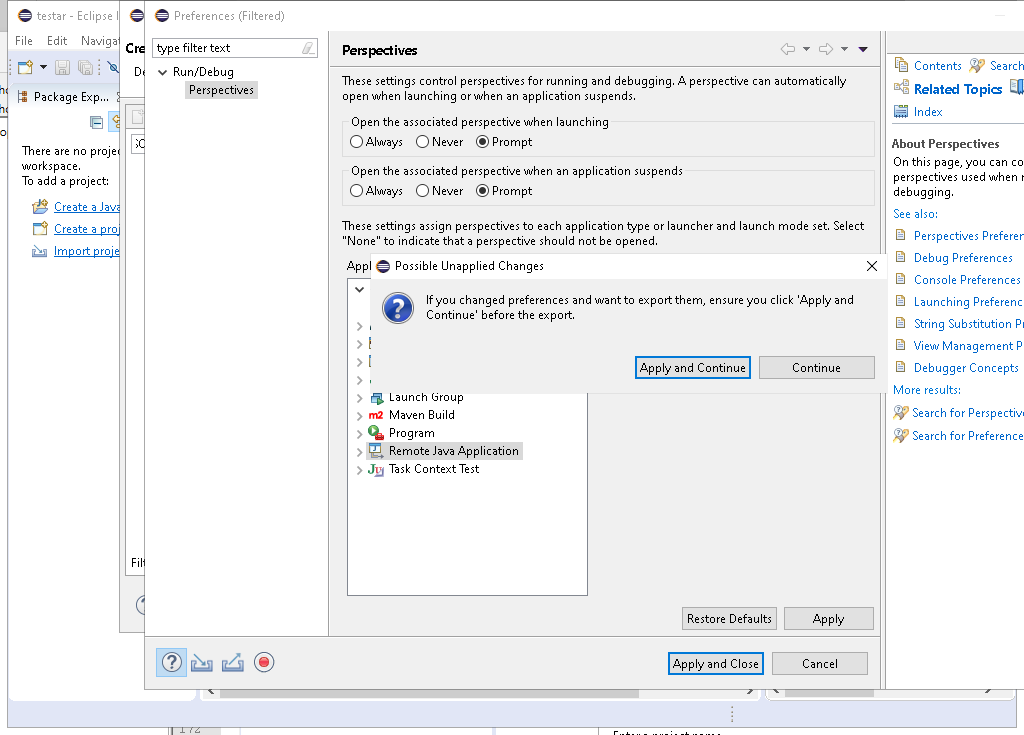 testar - Eclipse I
Preferences (Filtered)
File Edit Naviga
Package Exp...
There are no proje
workspace.
To add a project:
Create a Java
Create a proj
Import proje
Cre
De
Filt
type filter text
Run/Debug
Perspectives
Perspectives
These settings control perspectives for running and debugging. A perspective can automatically
open when launching or when an application suspends.
Open the associated perspective when launching
Always Never Prompt
Open the associated perspective when an application suspends
Always Never Prompt
These settings assign perspectives to each application type or launcher and launch mode set. Select
"None" to indicate that a perspective should not be opened.
Appl
Possible Unapplied Changes
If you changed preferences and want to export them, ensure you click 'Apply and
Continue' before the export.
Apply and Continue Continue
Launch Group
m2 Maven Build
Program
Remote Java Application
Ju Task Context Test
Restore Defaults Apply
Apply and Close Cancel
Contents Search
Related Topics
Index
About Perspectives
On this page, you can co
perspectives used when r
debugging.
See also:
Perspectives Preferen
Debug Preferences
Console Preferences
Launching Preferenc
String Substitution Pr
View Management P
Debugger Concepts
More results:
Search for Perspective
Search for Preference
172
Enter a project name